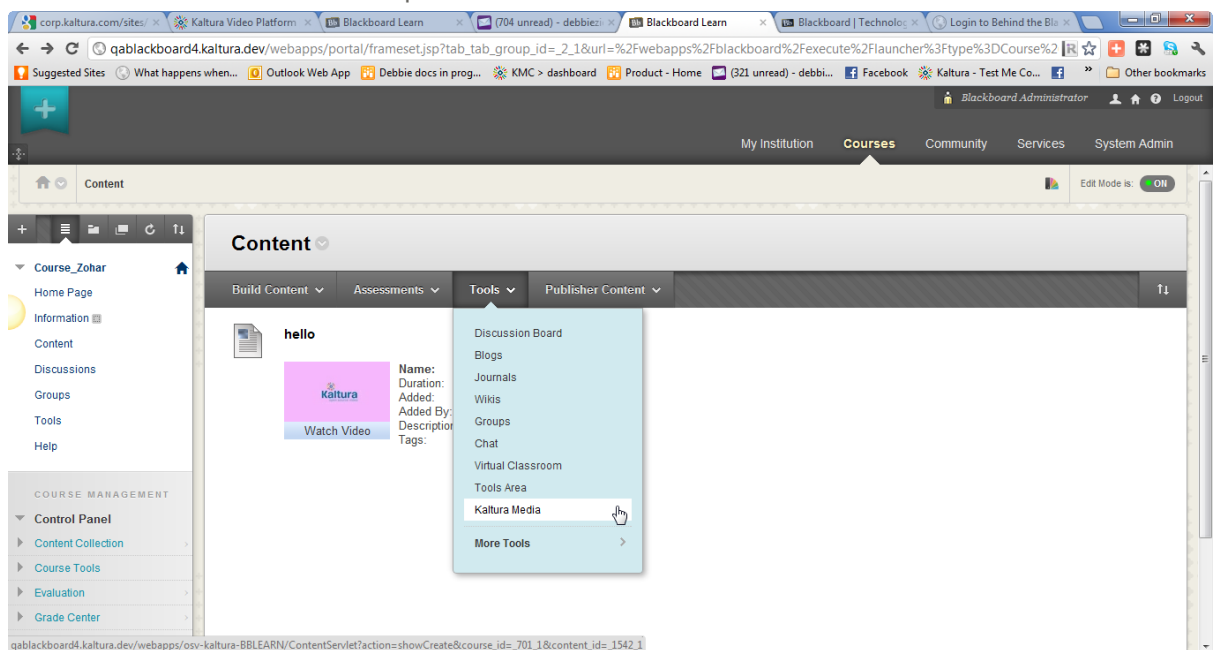 corp.kaltura.com/sites/
Kaltura Video Platform
Blackboard Learn
(704 unread) - debbiezi
Blackboard Learn
Blackboard | Technolog
Login to Behind the Bla
qablackboard4.kaltura.dev/webapps/portal/frameset.jsp?tab_tab_group_id=_2_1&url=%2Fwebapps%2Fblackboard%2Fexecute%2Flauncher%3Ftype%3DCourse%2
Suggested Sites
What happens when...
Outlook Web App
Debbie docs in prog...
KMC > dashboard
Product - Home
(321 unread) - debbi...
Facebook
Kaltura - Test Me Co...
»
Other bookmarks
Blackboard Administrator
Logout
My Institution
Courses
Community
Services
System Admin
Content
Edit Mode is: ON
Content
Course_Zohar
Home Page
Information
Content
Discussions
Groups
Tools
Help
COURSE MANAGEMENT
Control Panel
Content Collection
Course Tools
Evaluation
Grade Center
Build Content
Assessments
Tools
Publisher Content
hello
Kaltura
Watch Video
Name:
Duration:
Added:
Added By:
Description
Tags:
Discussion Board
Blogs
Journals
Wikis
Groups
Chat
Virtual Classroom
Tools Area
Kaltura Media
More Tools
qablackboard4.kaltura.dev/webapps/osv-kaltura-BBLEARN/ContentServlet?action=showCreate&course_id=_701_1&content_id=_1542_1